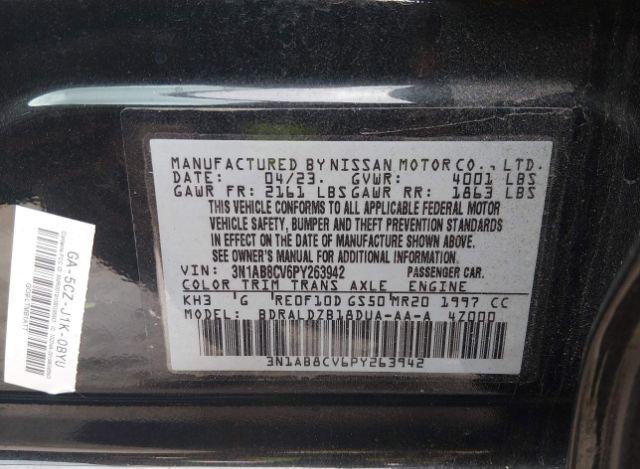 MANUFACTURED BY NISSAN MOTOR CO., LTD.
DATE: 04/23. GVWR: 4001 LBS
GAWR FR: 2161 LBS GAWR RR: 1863 LBS
THIS VEHICLE CONFORMS TO ALL APPLICABLE FEDERAL MOTOR
VEHICLE SAFETY, BUMPER, AND THEFT PREVENTION STANDARDS
IN EFFECT ON THE DATE OF MANUFACTURE SHOWN ABOVE.
SEE OWNER'S MANUAL FOR ADDITIONAL INFORMATION.
VIN: 3N1AB8CV6PY263942 PASSENGER CAR.
COLOR TRIM TRANS AXLE ENGINE
KH3 'G RE0F10D GS50 MR20 1997 CC
MODEL: BDRALDZB18DUA-AA-A 47000
3N1AB8CV6PY263942
GA-5CZ-J1K-0BYU